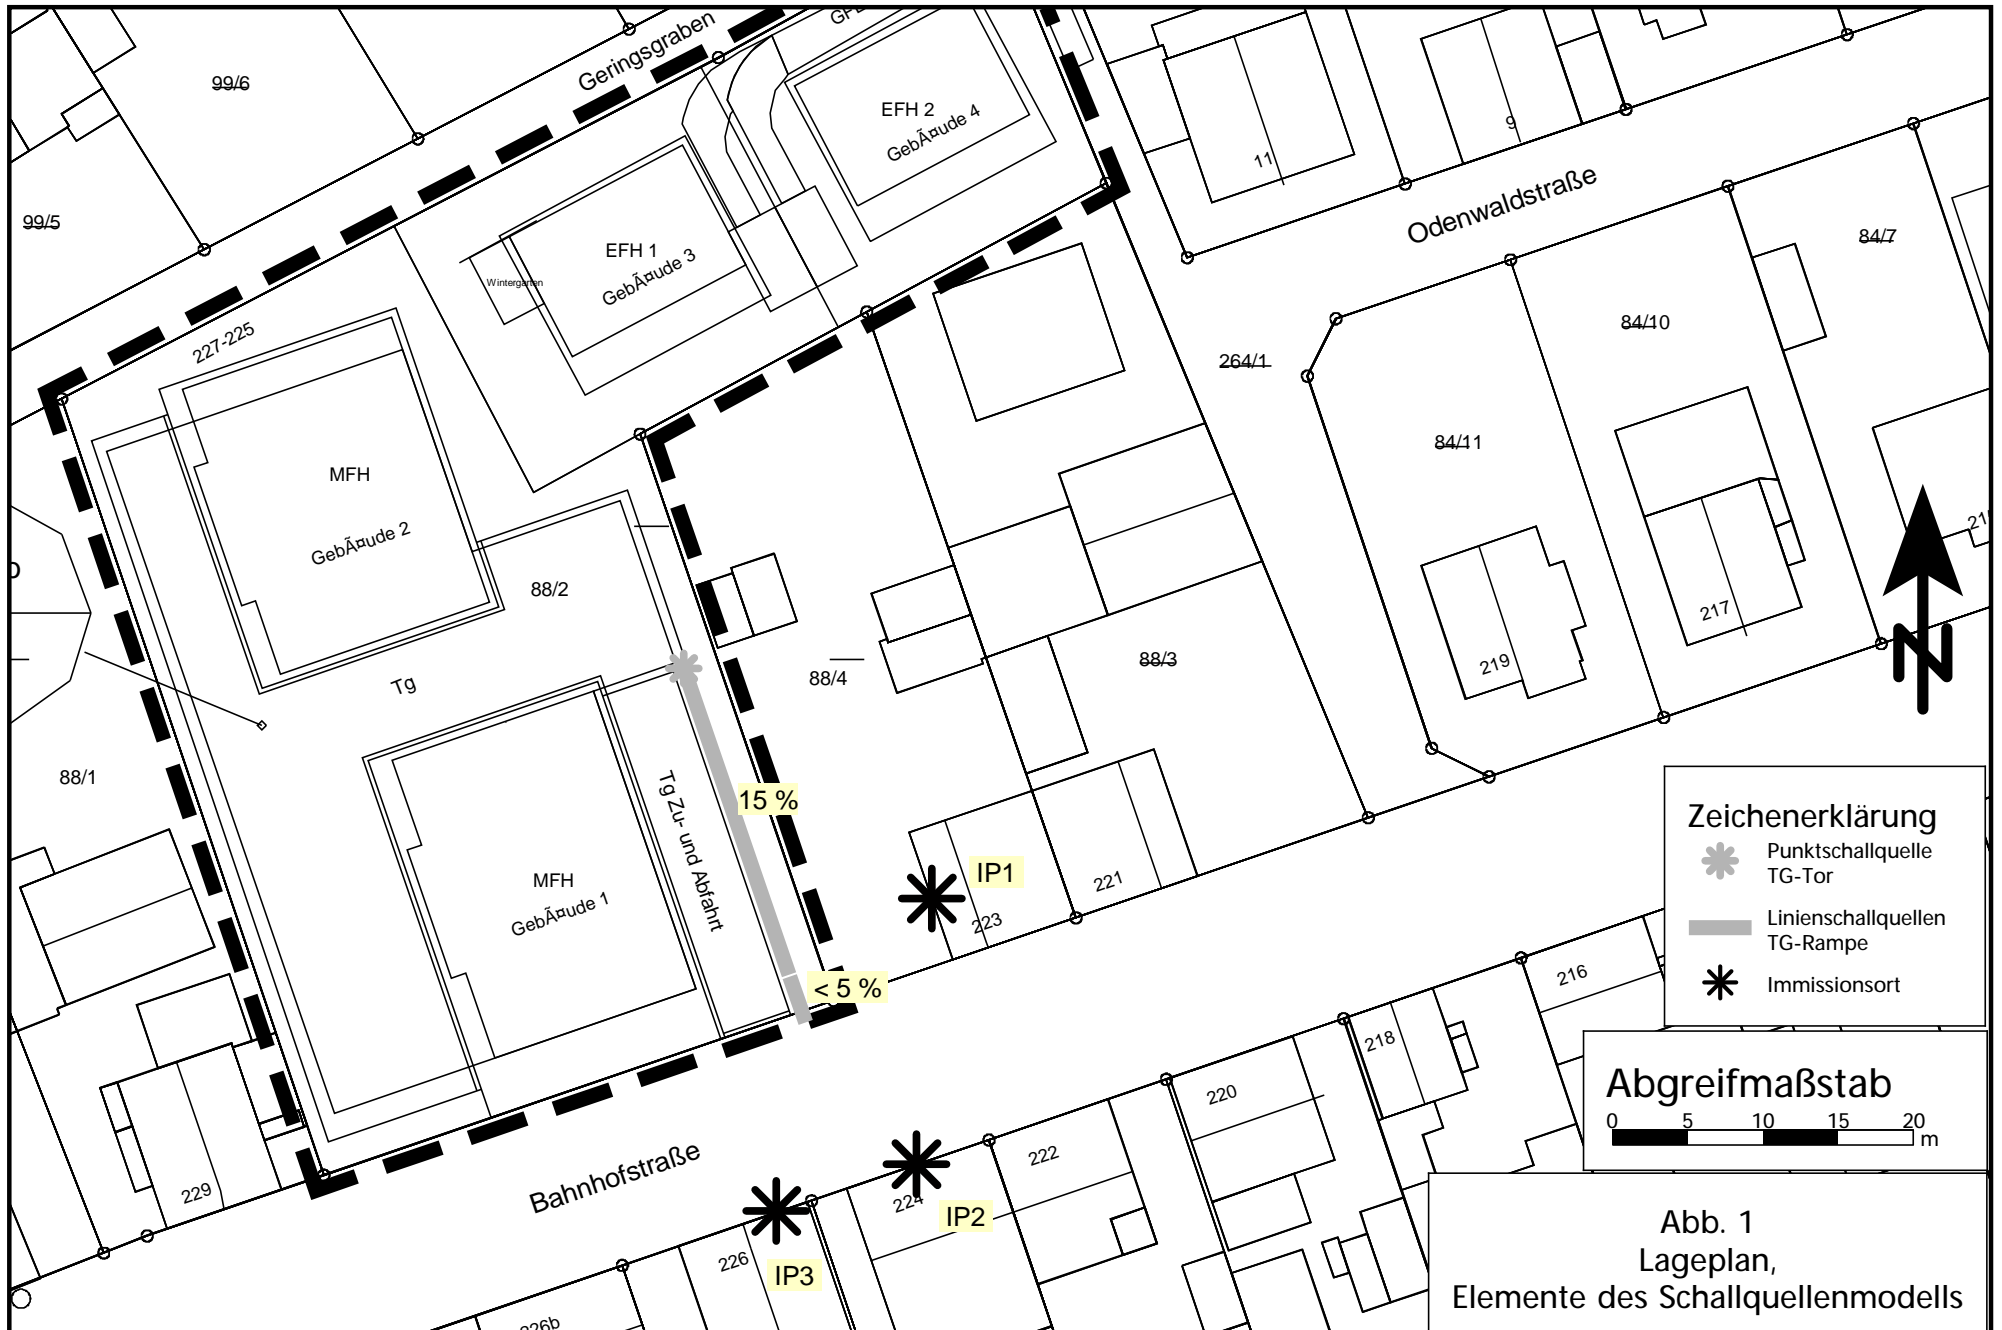 Geringsgraben
99/6
EFH 2
GebÃ¤ude 4
9
11
Odenwaldstraße
99/5
84/7
EFH 1
GebÃ¤ude 3
Wintergarten
84/10
227-225
264/1
84/11
MFH
GebÃ¤ude 2
88/2
217
219
88/3
88/4
Tg
88/1
15 %
Tg Zu- und Abfahrt
MFH
GebÃ¤ude 1
IP1
221
223
< 5 %
Zeichenerklärung
Punktschallquelle
TG-Tor
Linienschallquellen
TG-Rampe
Immissionsort
216
218
220
222
224
IP2
Bahnhofstraße
229
226
IP3
226b
Abgreifmaßstab
0 5 10 15 20
m
Abb. 1
Lageplan,
Elemente des Schallquellenmodells